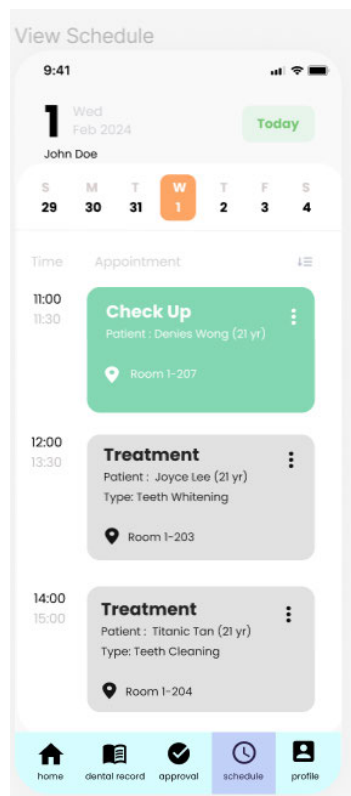 View Schedule
9:41
1 Wed
Feb 2024
Today
John Doe
S M T W T F S
29 30 31 1 2 3 4
Time Appointment
11:00
11:30
Check Up
Patient : Denies Wong (21 yr)
Room 1-207
12:00
13:30
Treatment
Patient : Joyce Lee (21 yr)
Type: Teeth Whitening
Room 1-203
14:00
15:00
Treatment
Patient : Titanic Tan (21 yr)
Type: Teeth Cleaning
Room 1-204
home dental record approval schedule profile